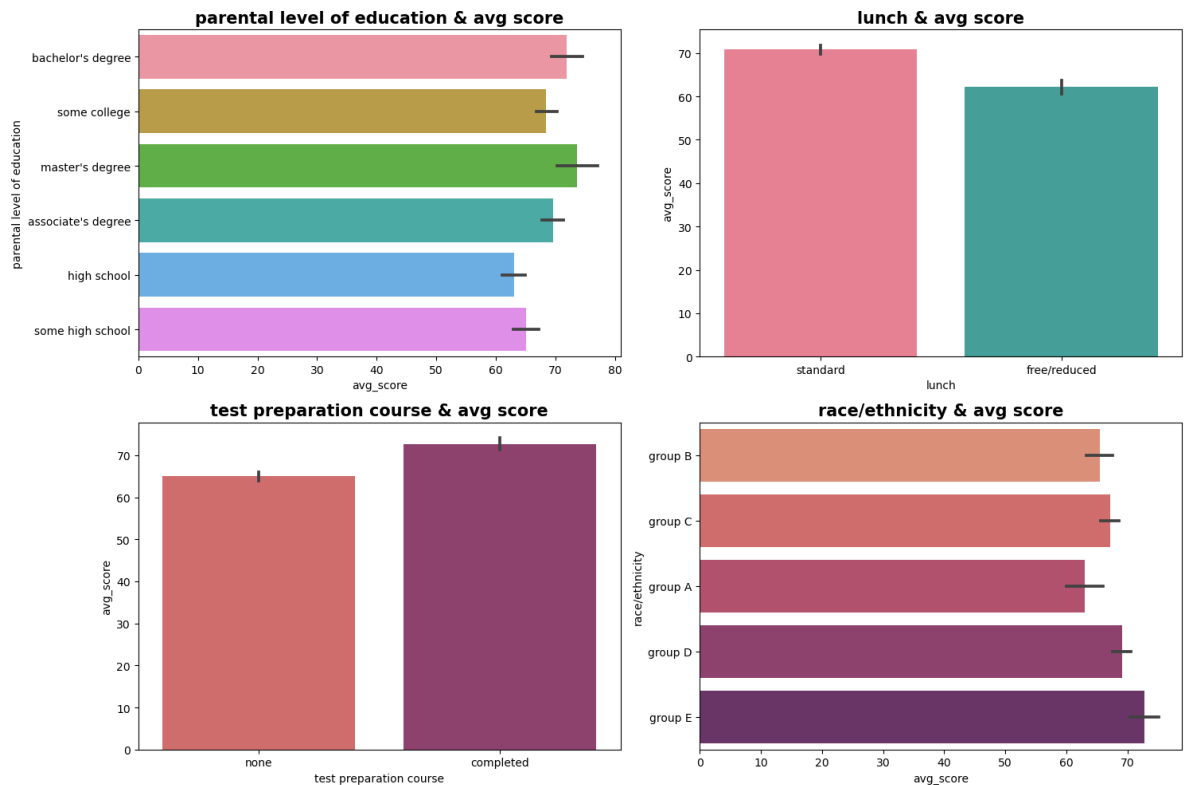 parental level of education & avg score
parental level of education
bachelor's degree
some college
master's degree
associate's degree
high school
some high school
0 10 20 30 40 50 60 70 80
avg_score
lunch & avg score
avg_score
70
60
50
40
30
20
10
0
standard free/reduced
lunch
test preparation course & avg score
avg_score
70
60
50
40
30
20
10
0
none completed
test preparation course
race/ethnicity & avg score
race/ethnicity
group B
group C
group A
group D
group E
0 10 20 30 40 50 60 70
avg_score